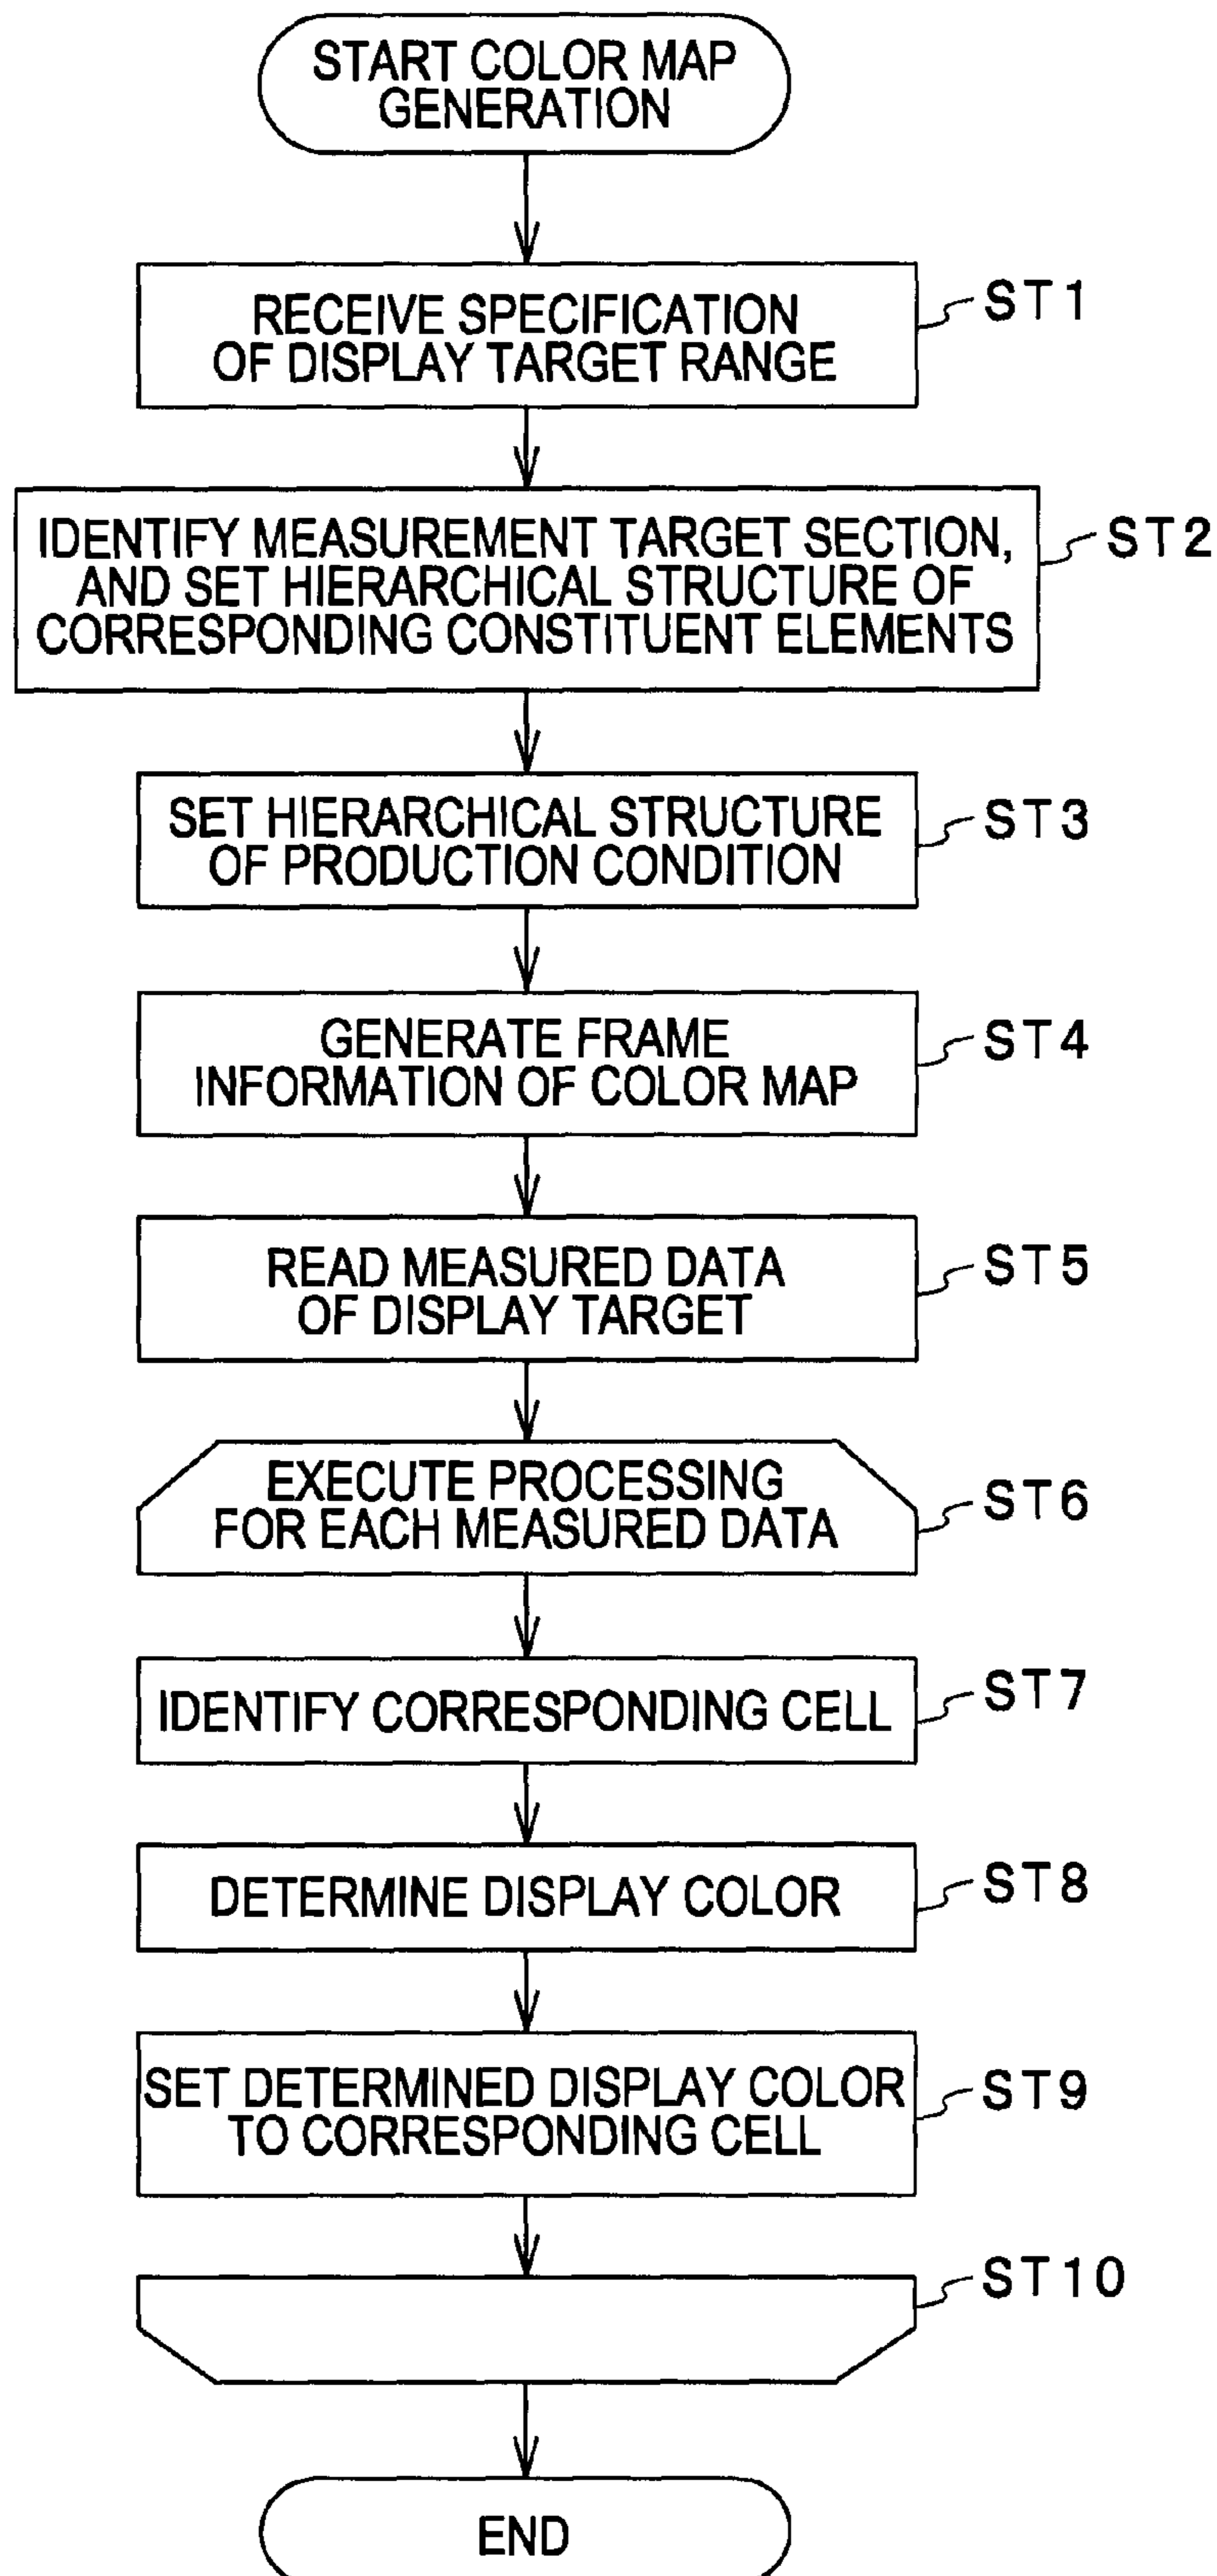 START COLOR MAP
GENERATION
RECEIVE SPECIFICATION
OF DISPLAY TARGET RANGE
ST1
IDENTIFY MEASUREMENT TARGET SECTION,
AND SET HIERARCHICAL STRUCTURE OF
CORRESPONDING CONSTITUENT ELEMENTS
ST2
SET HIERARCHICAL STRUCTURE
OF PRODUCTION CONDITION
ST3
GENERATE FRAME
INFORMATION OF COLOR MAP
ST4
READ MEASURED DATA
OF DISPLAY TARGET
ST5
EXECUTE PROCESSING
FOR EACH MEASURED DATA
ST6
IDENTIFY CORRESPONDING CELL
ST7
DETERMINE DISPLAY COLOR
ST8
SET DETERMINED DISPLAY COLOR
TO CORRESPONDING CELL
ST9
ST10
END